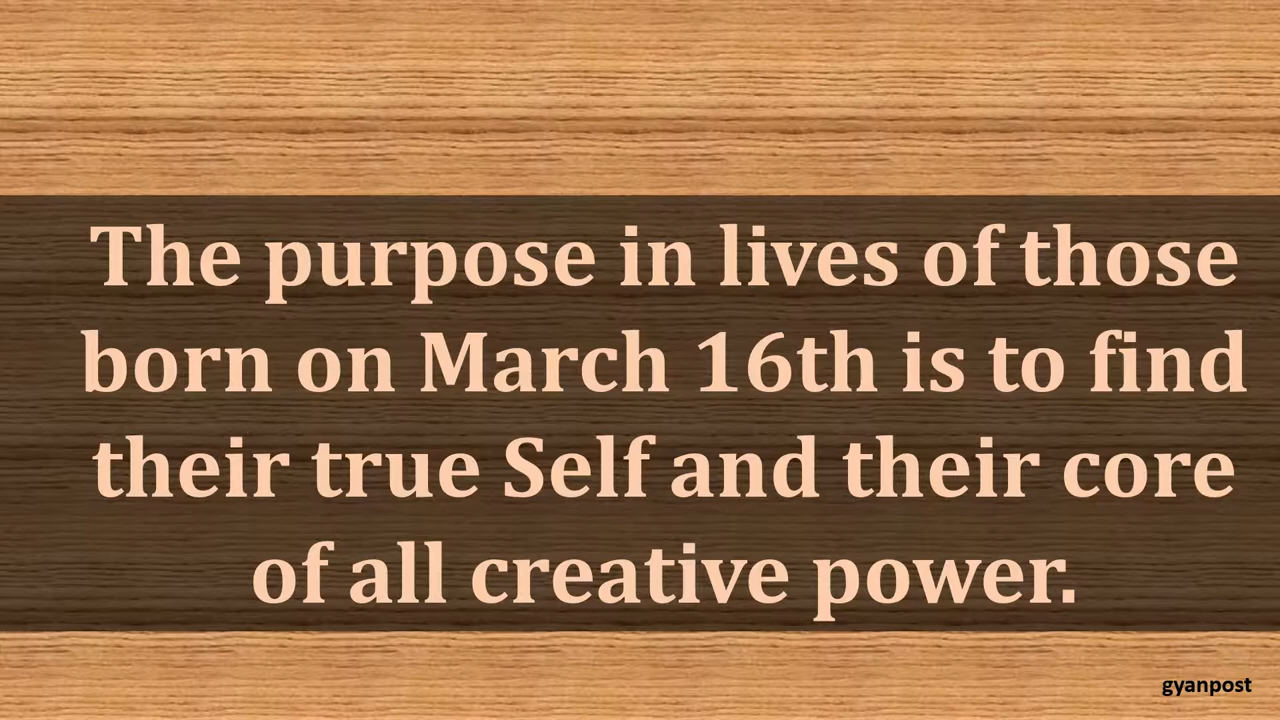 The purpose in lives of those
born on March 16th is to find
their true Self and their core
of all creative power.
gyanpost